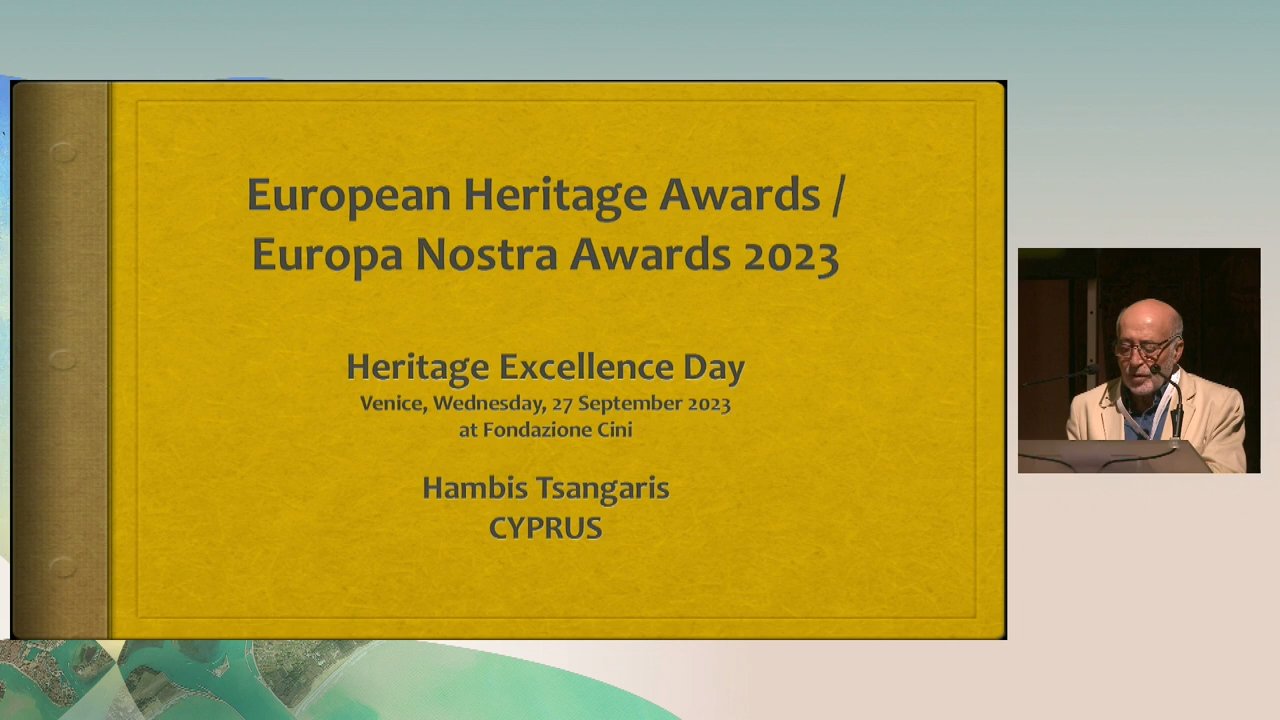 European Heritage Awards /
Europa Nostra Awards 2023
Heritage Excellence Day
Venice, Wednesday, 27 September 2023
at Fondazione Cini
Hambis Tsangaris
CYPRUS